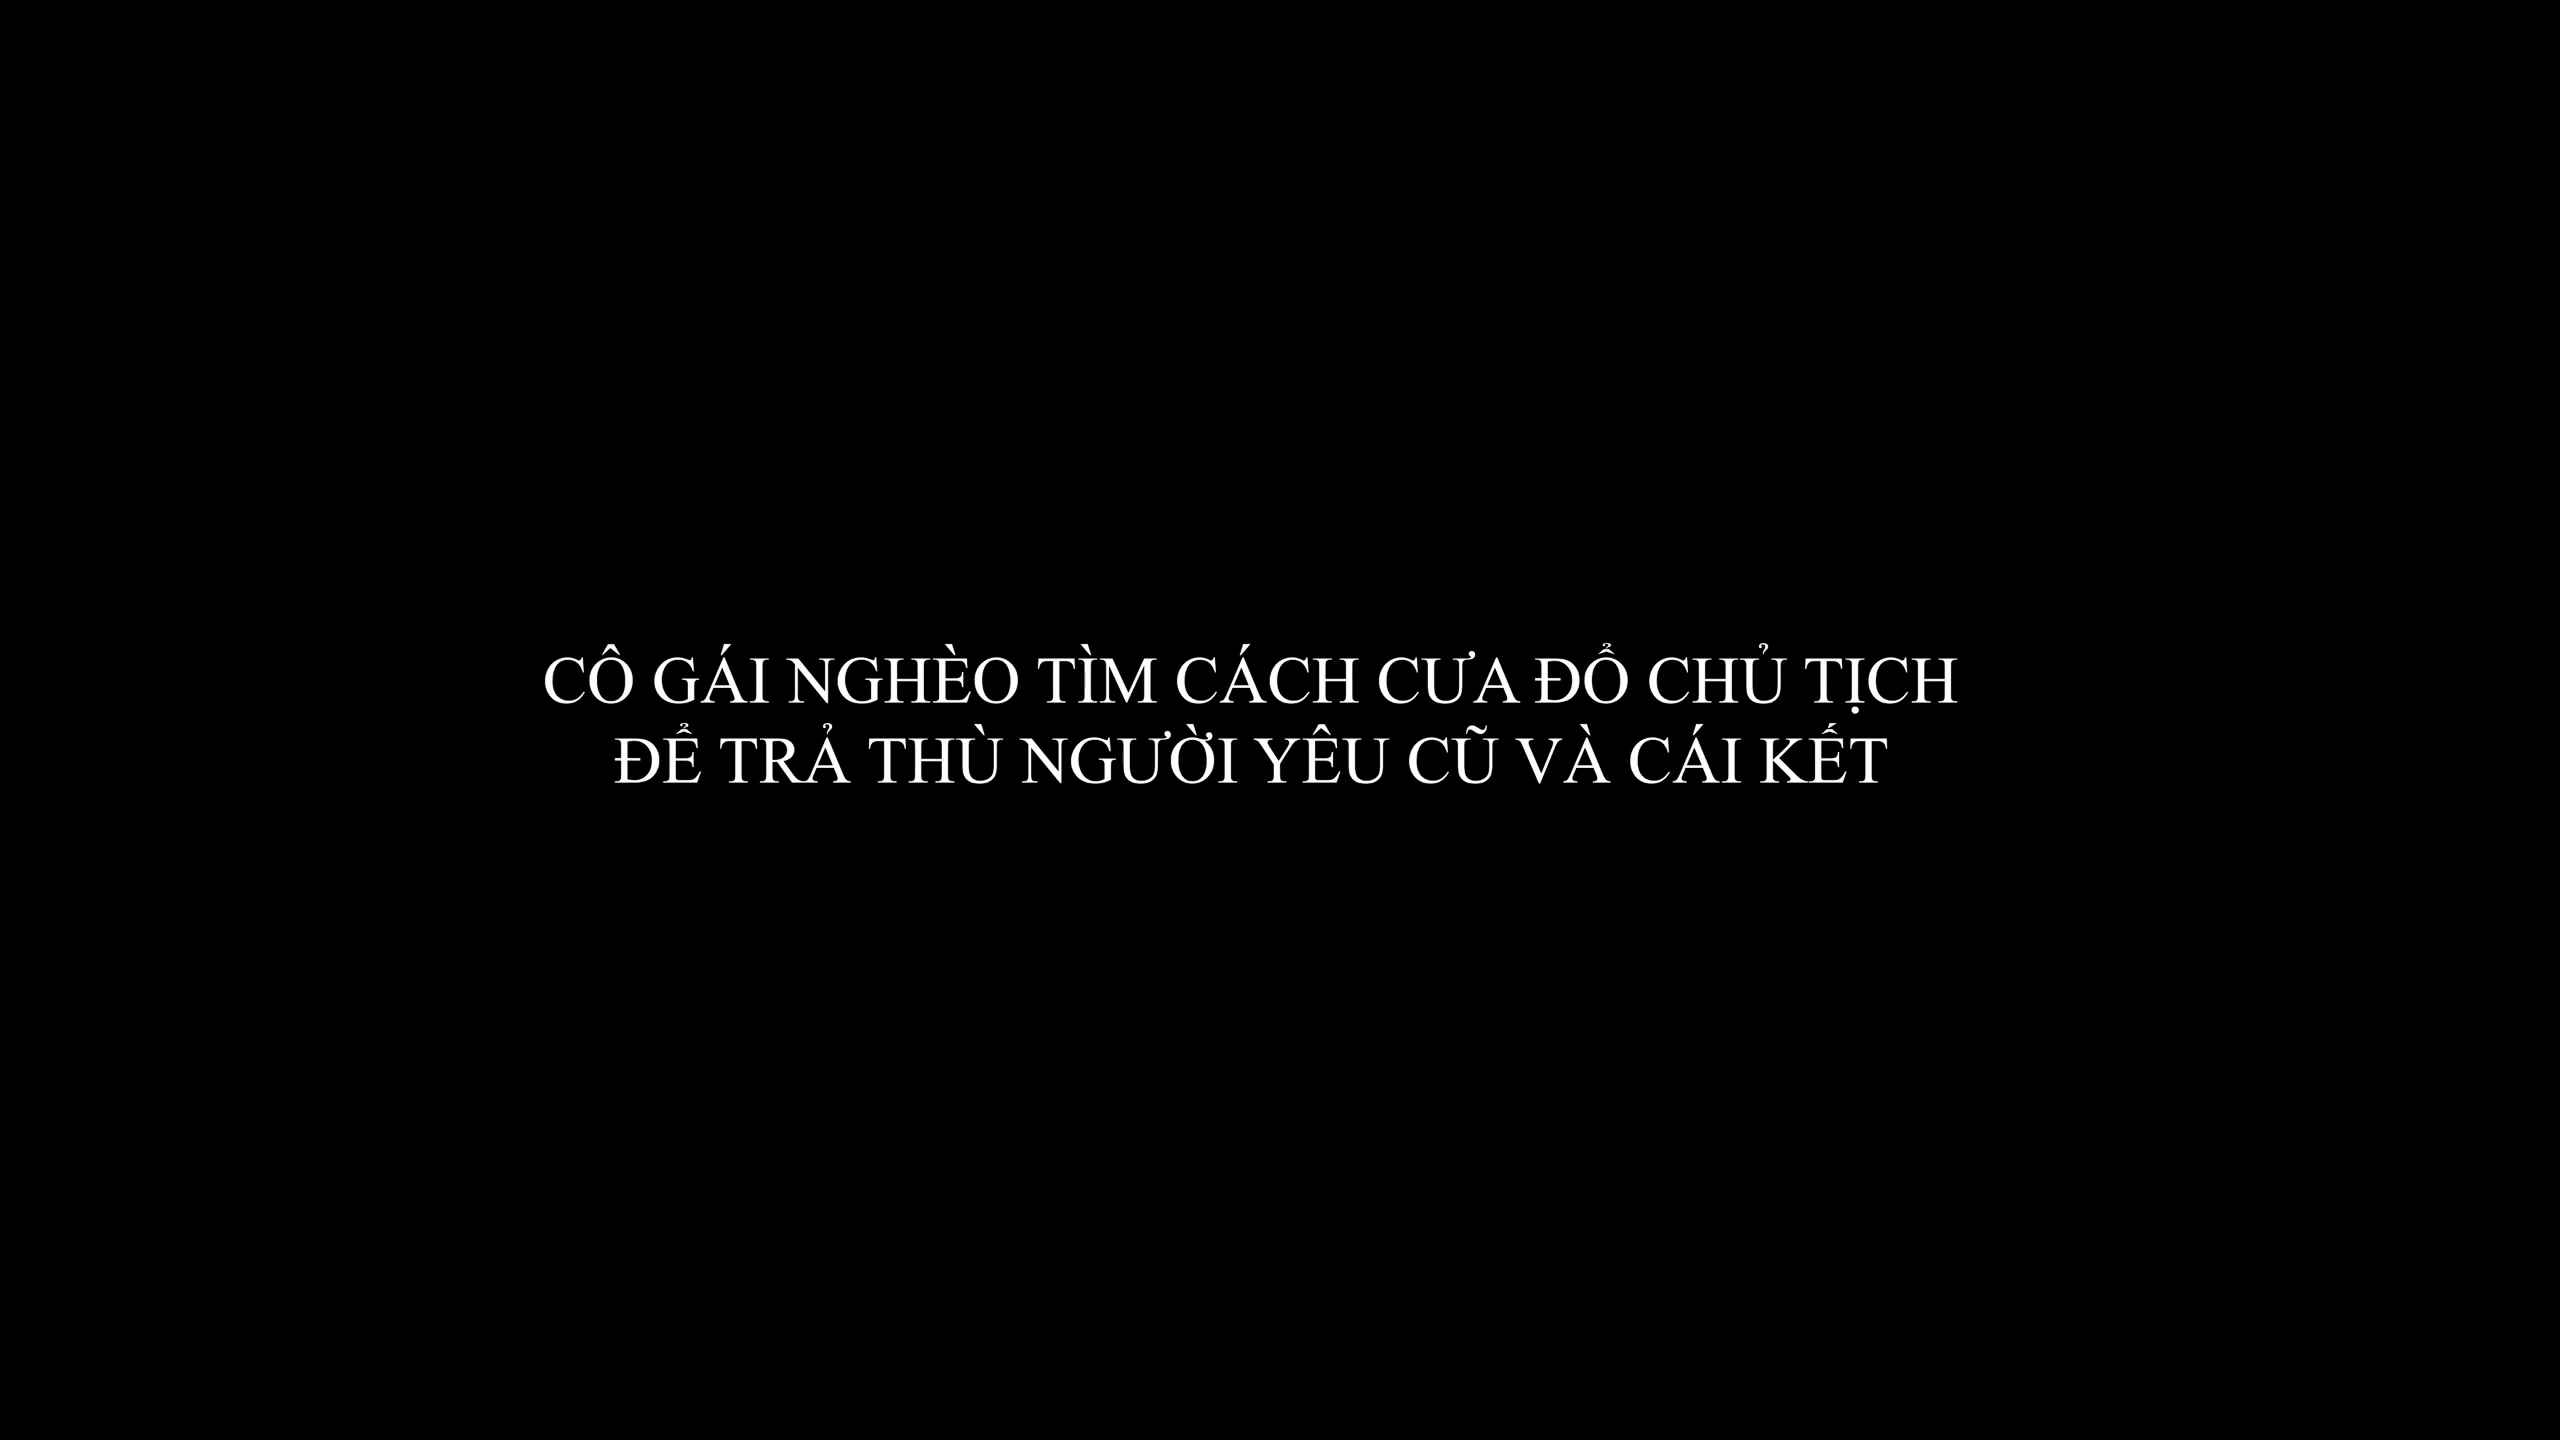 CÔ GÁI NGHÈO TÌM CÁCH CƯA ĐỔ CHỦ TỊCH
ĐỂ TRẢ THÙ NGƯỜI YÊU CŨ VÀ CÁI KẾT